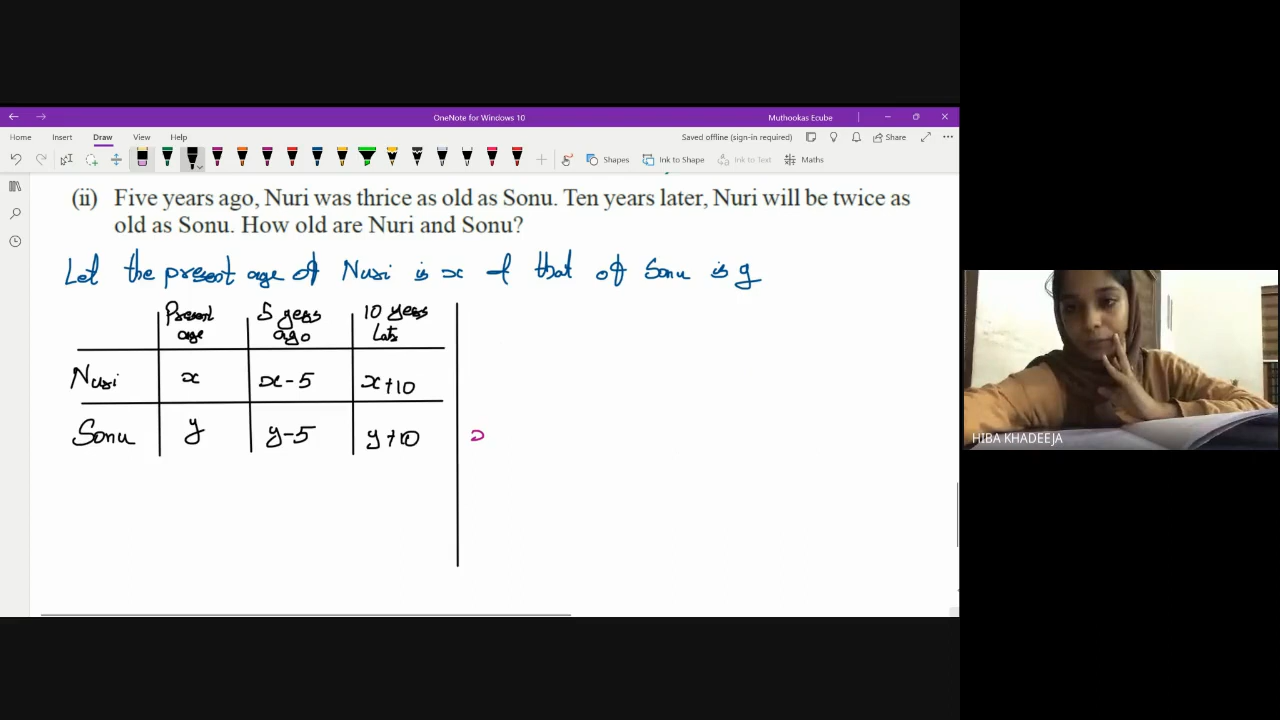 OneNote for Windows 10
Muthookas Ecube
Home Insert Draw View Help
Saved offline (sign-in required)
Share
Shapes
Ink to Shape
Ink to Text
Maths
(ii) Five years ago, Nuri was thrice as old as Sonu. Ten years later, Nuri will be twice as
old as Sonu. How old are Nuri and Sonu?
Let the present age of Nuri is x & that of Sonu is y
Present age
5 years ago
10 years Late
Nuri x x-5 x+10
Sonu y y-5 y+10
HIBA KHADEEJA